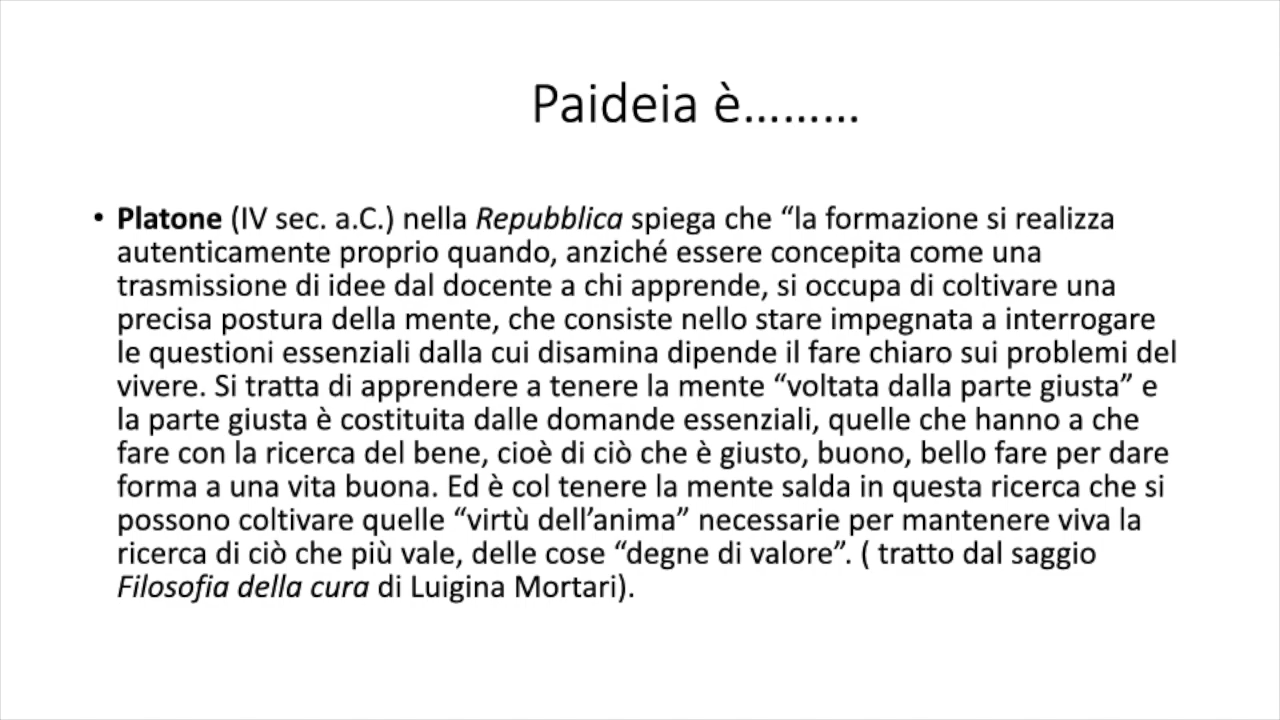 Paideia è………
• Platone (IV sec. a.C.) nella Repubblica spiega che “la formazione si realizza
autenticamente proprio quando, anziché essere concepita come una
trasmissione di idee dal docente a chi apprende, si occupa di coltivare una
precisa postura della mente, che consiste nello stare impegnata a interrogare
le questioni essenziali dalla cui disamina dipende il fare chiaro sui problemi del
vivere. Si tratta di apprendere a tenere la mente “voltata dalla parte giusta” e
la parte giusta è costituita dalle domande essenziali, quelle che hanno a che
fare con la ricerca del bene, cioè di ciò che è giusto, buono, bello fare per dare
forma a una vita buona. Ed è col tenere la mente salda in questa ricerca che si
possono coltivare quelle “virtù dell’anima” necessarie per mantenere viva la
ricerca di ciò che più vale, delle cose “degne di valore”. ( tratto dal saggio
Filosofia della cura di Luigina Mortari).